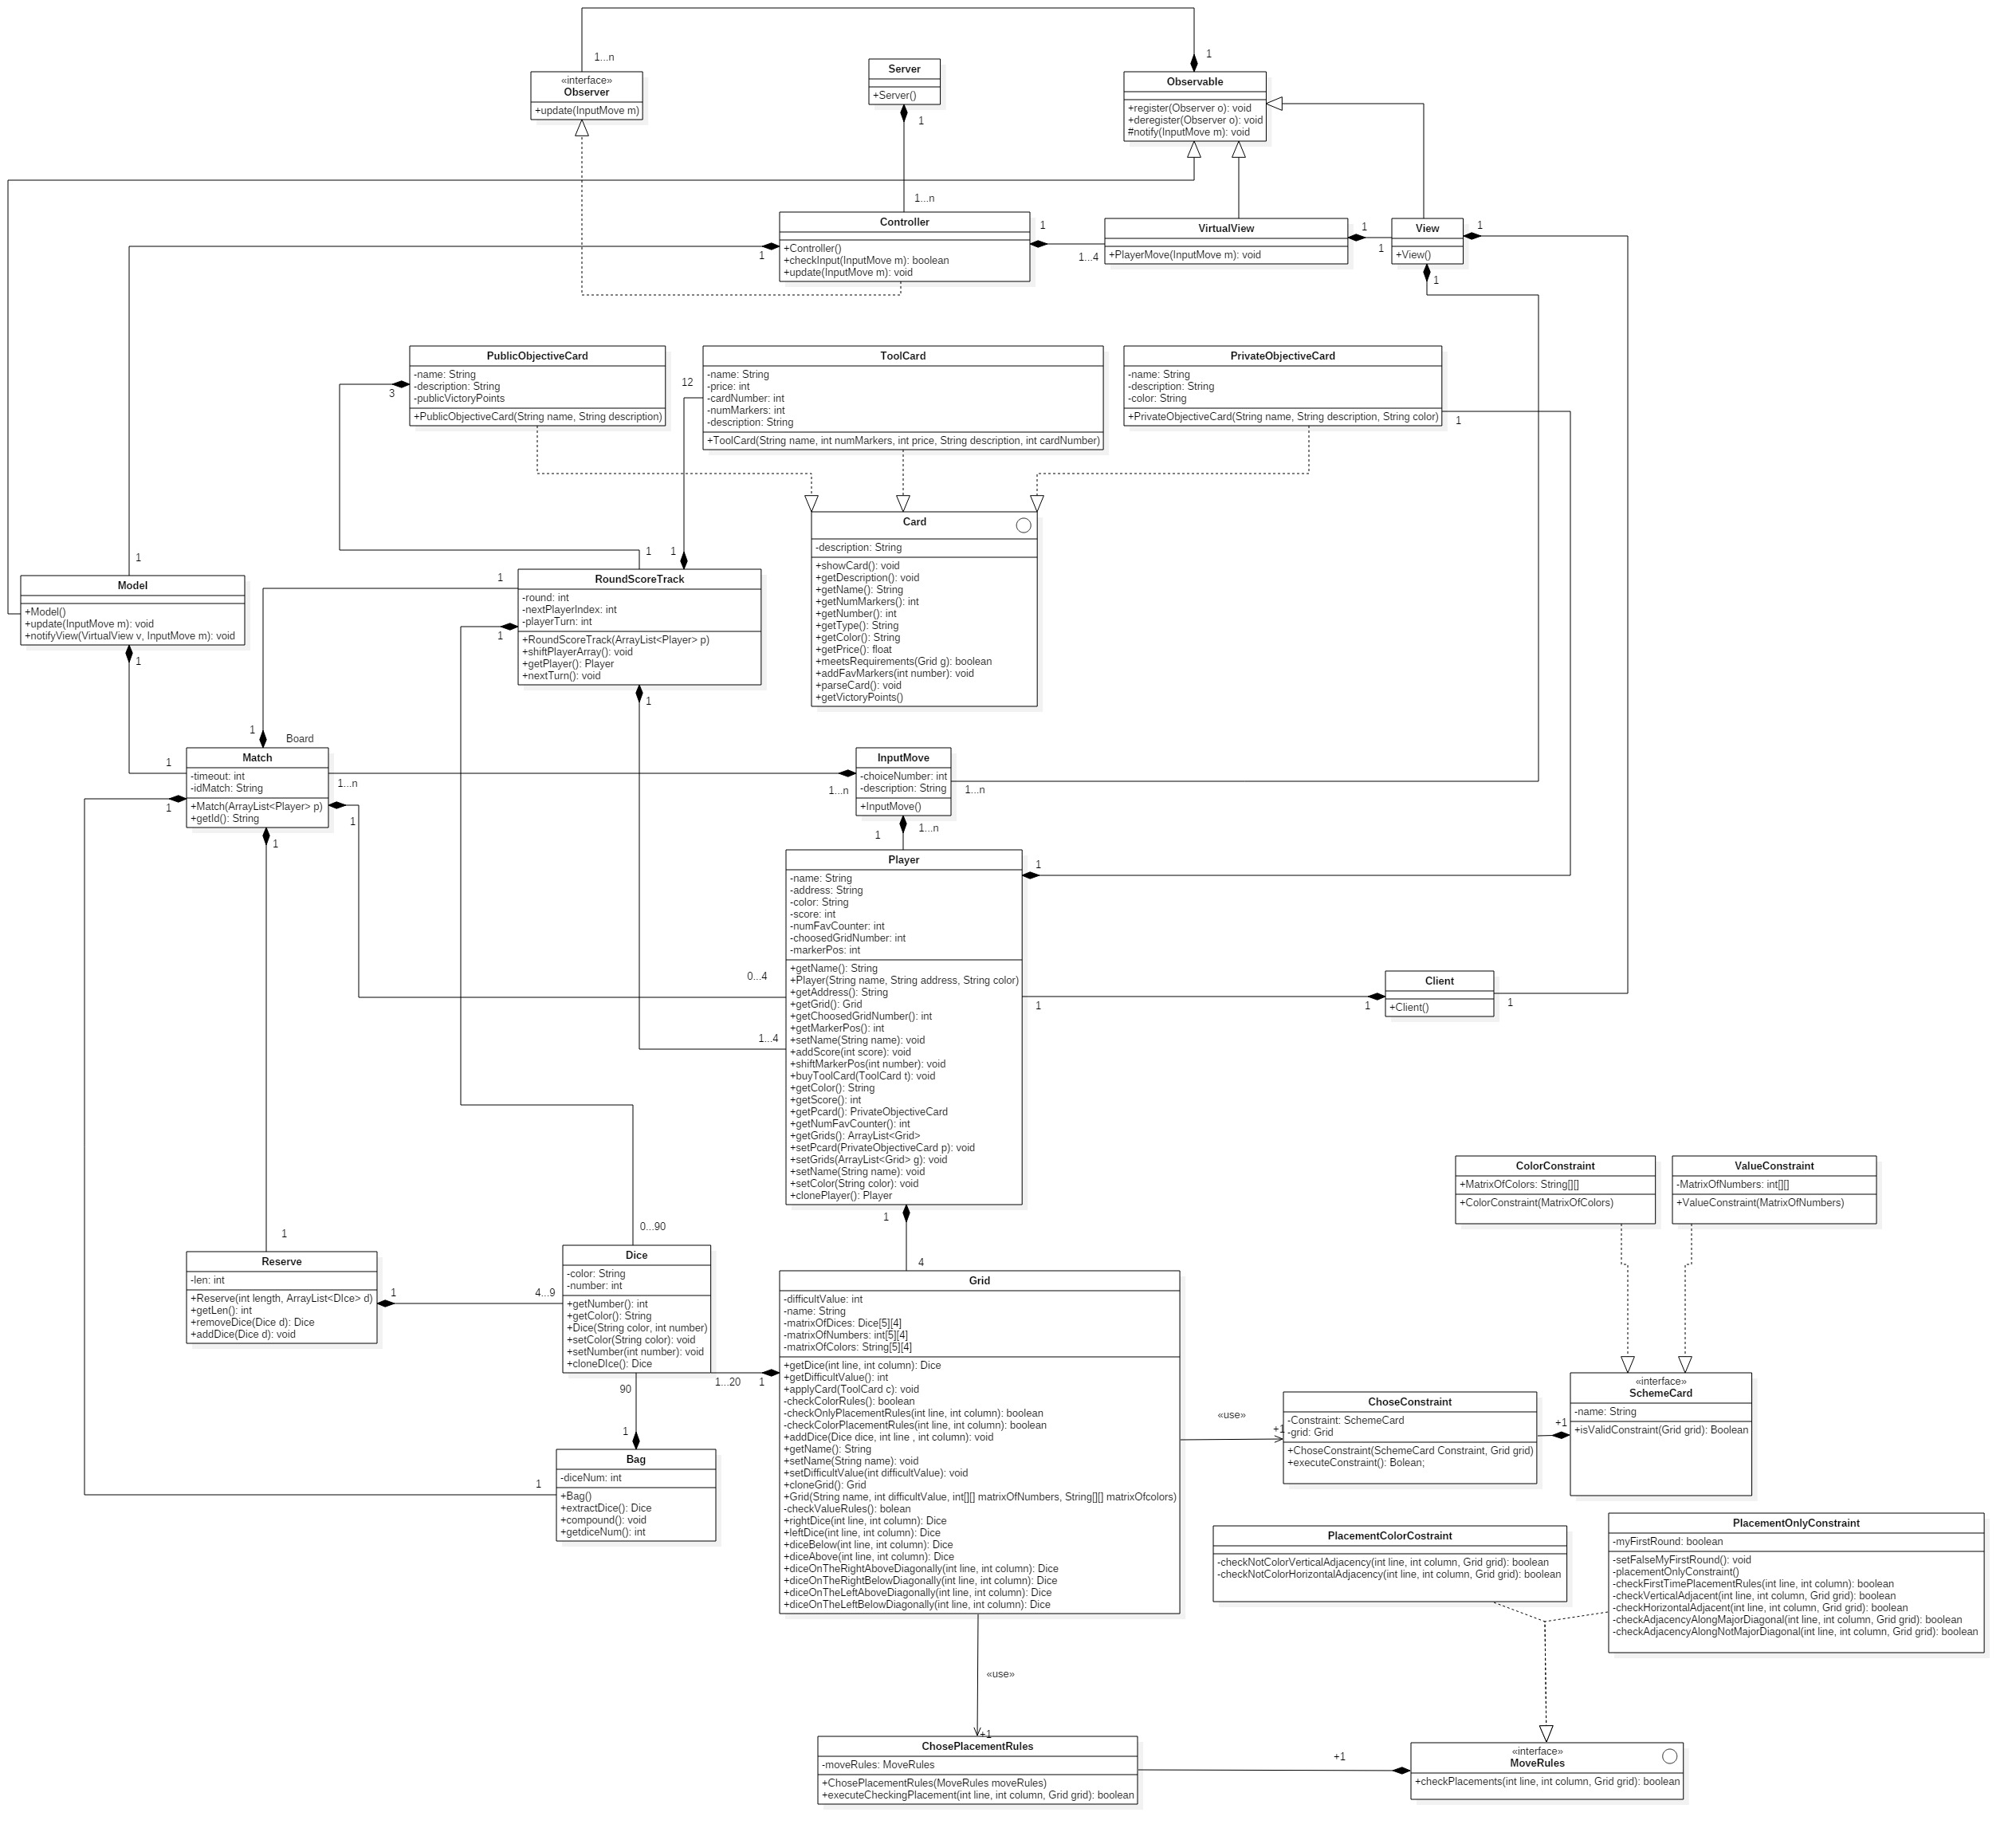 1...n
1
«interface»
Observer
+update(InputMove m)
Server
+Server()
1
Observable
+register(Observer o): void
+deregister(Observer o): void
#notify(InputMove m): void
1...n
Controller
+Controller()
+checkInput(InputMove m): boolean
+update(InputMove m): void
1
1
1...4
VirtualView
+PlayerMove(InputMove m): void
1
1
View
+View()
1
1
PublicObjectiveCard
-name: String
-description: String
-publicVictoryPoints
+PublicObjectiveCard(String name, String description)
3
12
ToolCard
-name: String
-price: int
-cardNumber: int
-numMarkers: int
-description: String
+ToolCard(String name, int numMarkers, int price, String description, int cardNumber)
PrivateObjectiveCard
-name: String
-description: String
-color: String
+PrivateObjectiveCard(String name, String description, String color)
1
Card
-description: String
+showCard(): void
+getDescription(): void
+getName(): String
+getNumMarkers(): int
+getNumber(): int
+getType(): String
+getColor(): String
+getPrice(): float
+meetsRequirements(Grid g): boolean
+addFavMarkers(int number): void
+parseCard(): void
+getVictoryPoints()
1
Model
+Model()
+update(InputMove m): void
+notifyView(VirtualView v, InputMove m): void
1
1
1
1
RoundScoreTrack
-round: int
-nextPlayerIndex: int
-playerTurn: int
+RoundScoreTrack(ArrayList<Player> p)
+shiftPlayerArray(): void
+getPlayer(): Player
+nextTurn(): void
1
1
1
Board
1
Match
-timeout: int
-idMatch: String
+Match(ArrayList<Player> p)
+getId(): String
1...n
1
1
1
InputMove
-choiceNumber: int
-description: String
+InputMove()
1...n
1...n
1
1...n
Player
-name: String
-address: String
-color: String
-score: int
-numFavCounter: int
-choosedGridNumber: int
-markerPos: int
+getName(): String
+Player(String name, String address, String color)
+getAddress(): String
+getGrid(): Grid
+getChoosedGridNumber(): int
+getMarkerPos(): int
+setName(String name): void
+addScore(int score): void
+shiftMarkerPos(int number): void
+buyToolCard(ToolCard t): void
+getColor(): String
+getScore(): int
+getPcard(): PrivateObjectiveCard
+getNumFavCounter(): int
+getGrids(): ArrayList<Grid>
+setPcard(PrivateObjectiveCard p): void
+setGrids(ArrayList<Grid> g): void
+setName(String name): void
+setColor(String color): void
+clonePlayer(): Player
1
0...4
1...4
1
1
Client
+Client()
1
1
4
ColorConstraint
+MatrixOfColors: String[][]
+ColorConstraint(MatrixOfColors)
ValueConstraint
-MatrixOfNumbers: int[][]
+ValueConstraint(MatrixOfNumbers)
1
Reserve
-len: int
+Reserve(int length, ArrayList<DIce> d)
+getLen(): int
+removeDice(Dice d): Dice
+addDice(Dice d): void
1
4...9
0...90
Dice
-color: String
-number: int
+getNumber(): int
+getColor(): String
+Dice(String color, int number)
+setColor(String color): void
+setNumber(int number): void
+cloneDIce(): Dice
1...20
1
90
1
Bag
-diceNum: int
+Bag()
+extractDice(): Dice
+compound(): void
+getdiceNum(): int
1
Grid
-difficultValue: int
-name: String
-matrixOfDices: Dice[5][4]
-matrixOfNumbers: int[5][4]
-matrixOfColors: String[5][4]
+getDice(int line, int column): Dice
+getDifficultValue(): int
+applyCard(ToolCard c): void
-checkColorRules(): boolean
-checkOnlyPlacementRules(int line, int column): boolean
-checkColorPlacementRules(int line, int column): boolean
+addDice(Dice dice, int line , int column): void
+getName(): String
+setName(String name): void
+setDifficultValue(int difficultValue): void
+cloneGrid(): Grid
+Grid(String name, int difficultValue, int[][] matrixOfNumbers, String[][] matrixOfcolors)
-checkValueRules(): bolean
+rightDice(int line, int column): Dice
+leftDice(int line, int column): Dice
+diceBelow(int line, int column): Dice
+diceAbove(int line, int column): Dice
+diceOnTheRightAboveDiagonally(int line, int column): Dice
+diceOnTheRightBelowDiagonally(int line, int column): Dice
+diceOnTheLeftAboveDiagonally(int line, int column): Dice
+diceOnTheLeftBelowDiagonally(int line, int column): Dice
«use»
+1
ChoseConstraint
-Constraint: SchemeCard
-grid: Grid
+ChoseConstraint(SchemeCard Constraint, Grid grid)
+executeConstraint(): Bolean;
+1
«interface»
SchemeCard
-name: String
+isValidConstraint(Grid grid): Boolean
PlacementColorCostraint
-checkNotColorVerticalAdjacency(int line, int column, Grid grid): boolean
-checkNotColorHorizontalAdjacency(int line, int column, Grid grid): boolean
PlacementOnlyConstraint
-myFirstRound: boolean
-setFalseMyFirstRound(): void
-placementOnlyConstraint()
-checkFirstTimePlacementRules(int line, int column): boolean
-checkVerticalAdjacent(int line, int column, Grid grid): boolean
-checkHorizontalAdjacent(int line, int column, Grid grid): boolean
-checkAdjacencyAlongMajorDiagonal(int line, int column, Grid grid): boolean
-checkAdjacencyAlongNotMajorDiagonal(int line, int column, Grid grid): boolean
«use»
+1
ChosePlacementRules
-moveRules: MoveRules
+ChosePlacementRules(MoveRules moveRules)
+executeCheckingPlacement(int line, int column, Grid grid): boolean
+1
«interface»
MoveRules
+checkPlacements(int line, int column, Grid grid): boolean